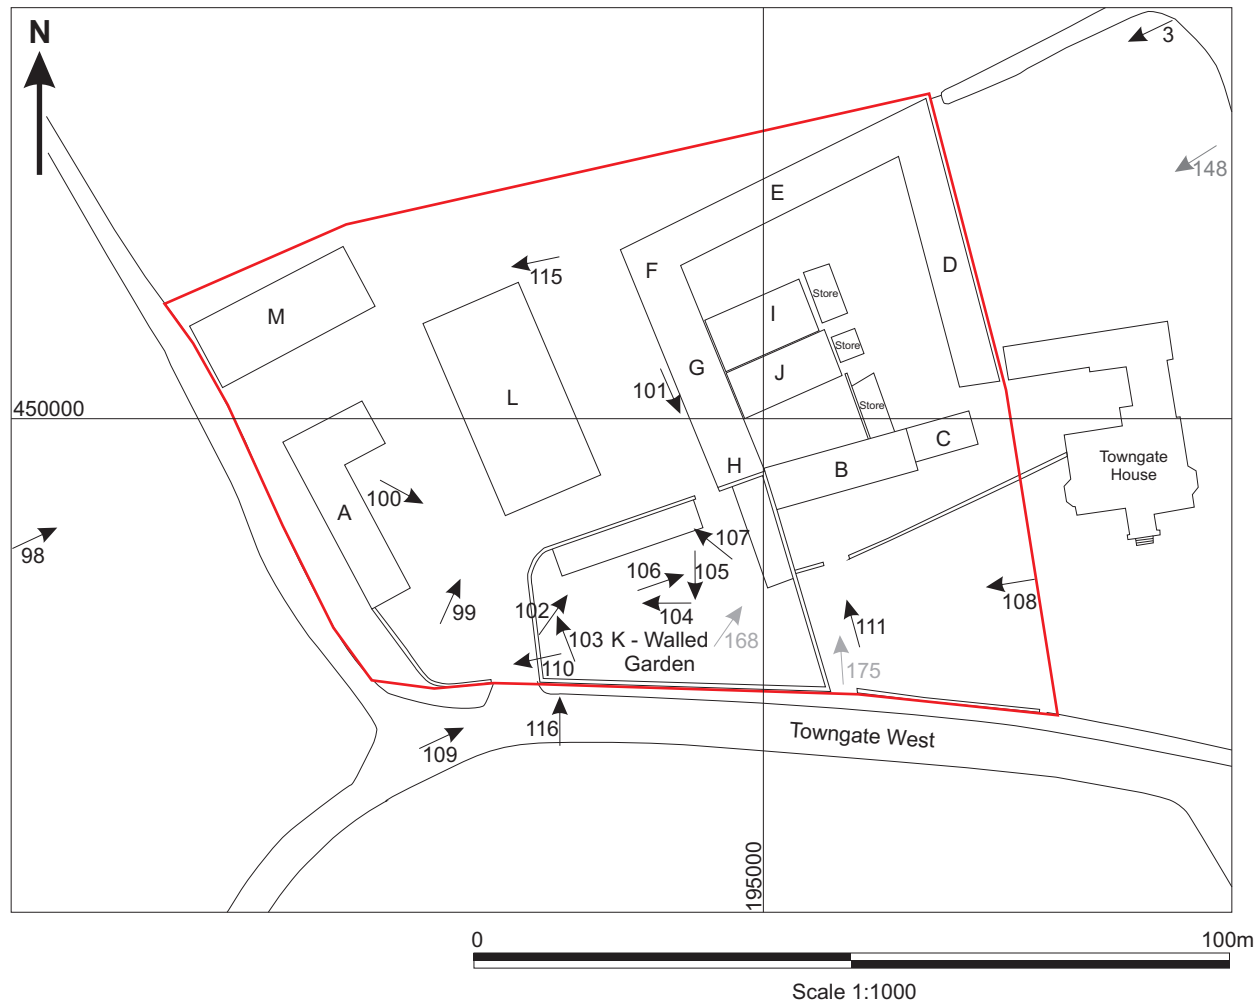 N
3
148
E
F
D
115
Store
M
I
Store
G
J
101
L
Store
450000
H
C
B
Towngate
House
100
A
98
107
106
105
102
104
99
108
103
K - Walled
Garden
168
111
110
175
116
109
Towngate West
195000
0
100m
Scale 1:1000